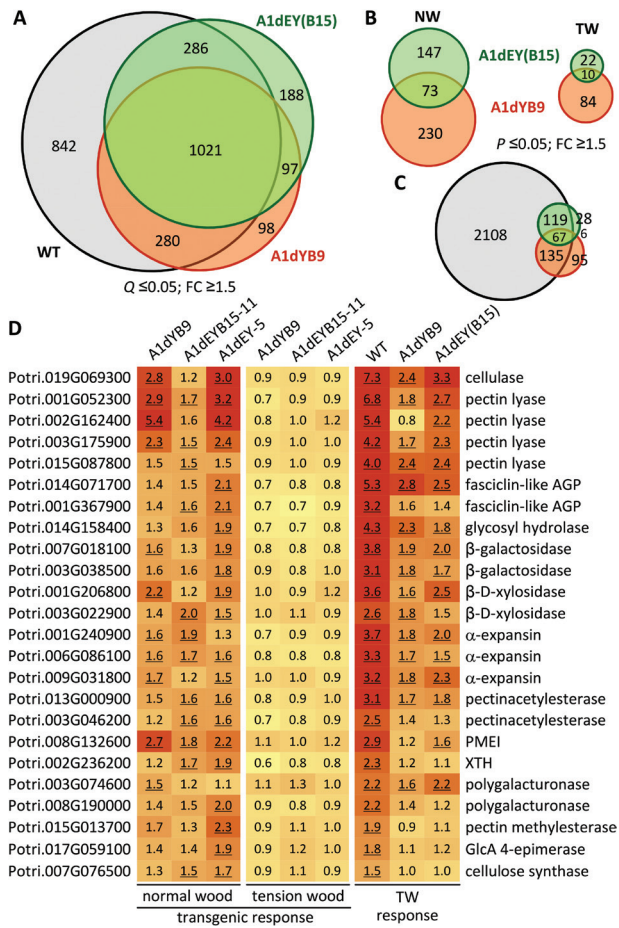 A
A1dEY(B15)
286
188
842
1021
97
WT
280
98
A1dYB9
Q ≤0.05; FC ≥1.5
B
NW
TW
147
A1dEY(B15)
22
73
10
A1dYB9
84
230
P ≤0.05; FC ≥1.5
C
119
28
2108
67
6
135
95
D
A1dYB9 A1dEYB15-11 A1dEY-5 A1dYB9 A1dEYB15-11 A1dEY-5 WT A1dYB9 A1dEY(B15)
Potri.019G069300 2.8 1.2 3.0 0.9 0.9 0.9 7.3 2.4 3.3 cellulase
Potri.001G052300 2.9 1.7 3.2 0.7 0.9 0.9 6.8 1.8 2.7 pectin lyase
Potri.002G162400 5.4 1.6 4.2 0.8 1.0 1.2 5.4 0.8 2.2 pectin lyase
Potri.003G175900 2.3 1.5 2.4 0.9 1.0 1.0 4.2 1.7 2.3 pectin lyase
Potri.015G087800 1.5 1.5 1.5 0.9 1.0 0.9 4.0 2.4 2.4 pectin lyase
Potri.014G071700 1.4 1.5 2.1 0.7 0.8 0.8 5.3 2.8 2.5 fasciclin-like AGP
Potri.001G367900 1.4 1.6 2.1 0.7 0.7 0.9 3.2 1.6 1.4 fasciclin-like AGP
Potri.014G158400 1.3 1.6 1.9 0.7 0.7 0.8 4.3 2.3 1.8 glycosyl hydrolase
Potri.007G018100 1.6 1.3 1.9 0.8 0.8 0.8 3.8 1.9 2.0 β-galactosidase
Potri.003G038500 1.6 1.6 1.8 0.9 0.8 0.9 3.1 1.8 1.7 β-galactosidase
Potri.001G206800 2.2 1.2 1.9 1.0 0.9 1.2 3.6 1.6 2.5 β-D-xylosidase
Potri.003G022900 1.4 2.0 1.5 1.0 1.1 0.9 2.6 1.8 1.5 β-D-xylosidase
Potri.001G240900 1.6 1.9 1.3 0.7 0.9 0.9 3.7 1.8 2.0 α-expansin
Potri.006G086100 1.6 1.7 1.6 0.8 0.8 0.8 3.3 1.7 1.5 α-expansin
Potri.009G031800 1.7 1.2 1.5 1.0 1.0 0.9 3.2 1.8 2.3 α-expansin
Potri.013G000900 1.5 1.6 1.6 0.8 0.9 1.0 3.1 1.7 1.8 pectinacetylesterase
Potri.003G046200 1.2 1.6 1.6 0.7 0.8 0.9 2.5 1.4 1.3 pectinacetylesterase
Potri.008G132600 2.7 1.8 2.2 1.1 1.0 1.2 2.9 1.2 1.6 PMEI
Potri.002G236200 1.2 1.7 1.9 0.6 0.8 0.8 2.3 1.2 1.1 XTH
Potri.003G074600 1.5 1.2 1.1 1.1 1.3 1.0 2.2 1.6 2.2 polygalacturonase
Potri.008G190000 1.4 1.5 2.0 0.9 0.8 0.9 2.2 1.4 1.2 polygalacturonase
Potri.015G013700 1.7 1.3 2.3 0.9 1.1 1.0 1.9 0.9 1.1 pectin methylesterase
Potri.017G059100 1.4 1.4 1.9 0.9 1.2 1.0 1.8 1.1 1.2 GlcA 4-epimerase
Potri.007G076500 1.3 1.5 1.7 0.9 1.1 0.9 1.5 1.0 1.0 cellulose synthase
normal wood tension wood TW
transgenic response response